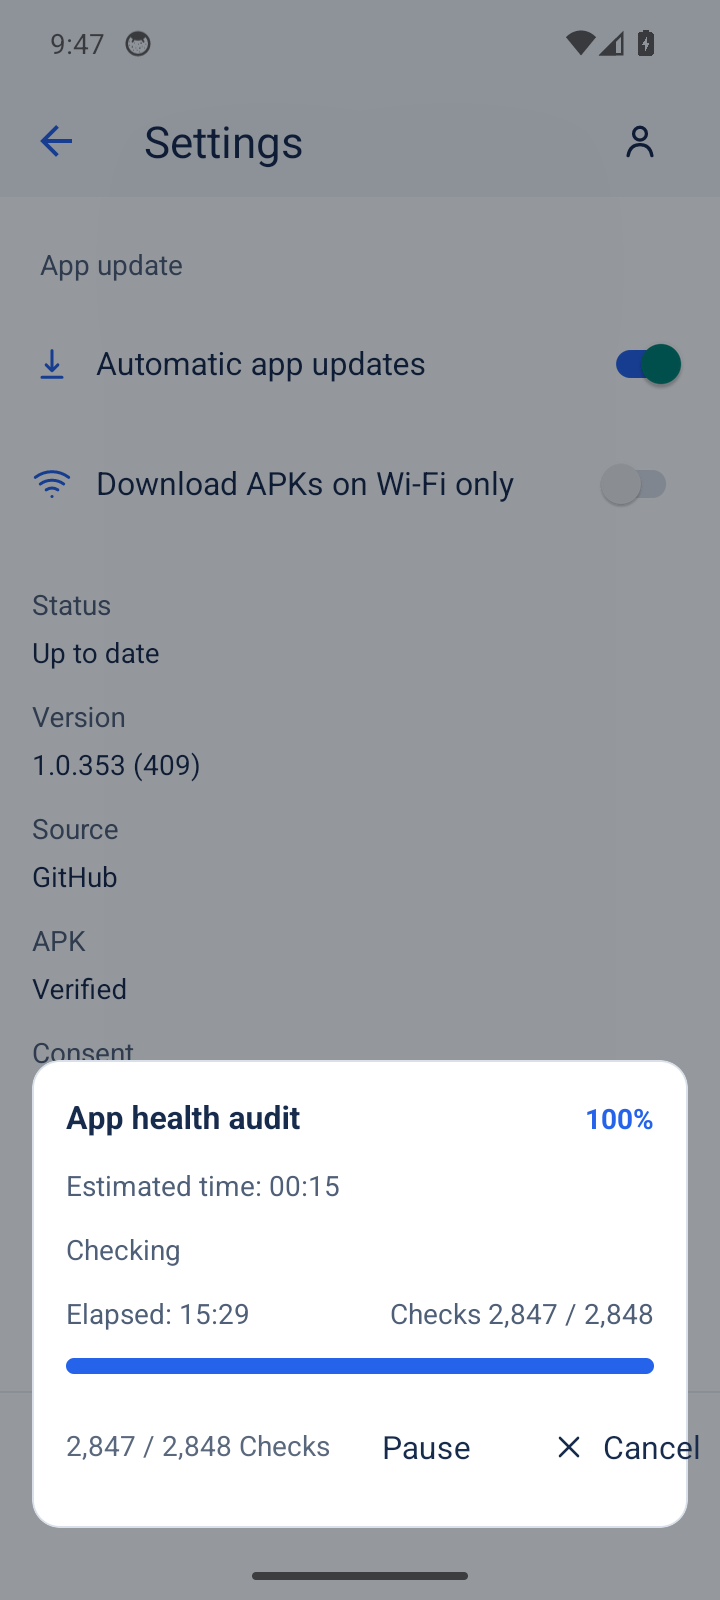 9:47
Settings
App update
Automatic app updates
Download APKs on Wi-Fi only
Status
Up to date
Version
1.0.353 (409)
Source
GitHub
APK
Verified
Consent
App health audit 100%
Estimated time: 00:15
Checking
Elapsed: 15:29 Checks 2,847 / 2,848
2,847 / 2,848 Checks Pause Cancel